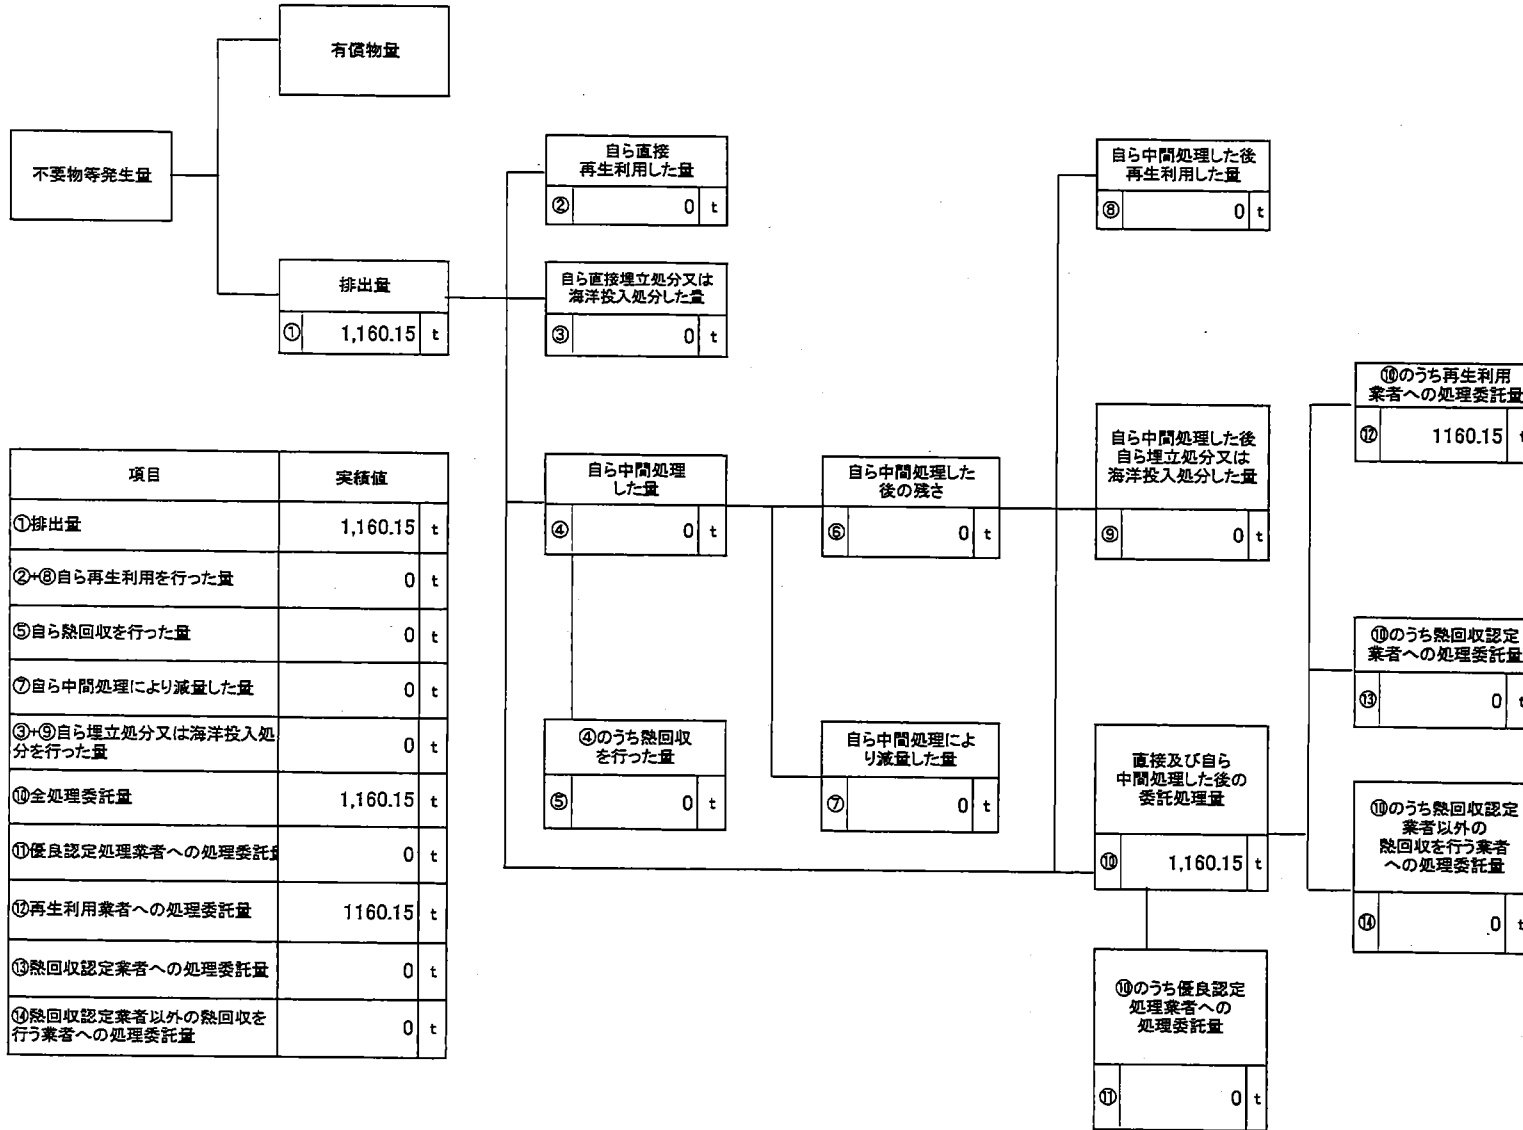 有償物量
不要物等発生量
排出量
① 1,160.15 t
自ら直接
再生利用した量
② 0 t
自ら直接埋立処分又は
海洋投入処分した量
③ 0 t
自ら中間処理
した量
④ 0 t
④のうち熱回収
を行った量
⑤ 0 t
自ら中間処理した
後の残さ
⑥ 0 t
自ら中間処理によ
り減量した量
⑦ 0 t
自ら中間処理した後
再生利用した量
⑧ 0 t
自ら中間処理した後
自ら埋立処分又は
海洋投入処分した量
⑨ 0 t
直接及び自ら
中間処理した後の
委託処理量
⑩ 1,160.15 t
⑩のうち優良認定
処理業者への
処理委託量
⑪ 0 t
⑩のうち再生利用
業者への処理委託量
⑫ 1160.15 t
⑩のうち熱回収認定
業者への処理委託量
⑬ 0 t
⑩のうち熱回収認定
業者以外の
熱回収を行う業者
への処理委託量
⑭ 0 t
項目 実績値
①排出量 1,160.15 t
②+⑧自ら再生利用を行った量 0 t
⑤自ら熱回収を行った量 0 t
⑦自ら中間処理により減量した量 0 t
③+⑨自ら埋立処分又は海洋投入処
分を行った量 0 t
⑩全処理委託量 1,160.15 t
⑪優良認定処理業者への処理委託量 0 t
⑫再生利用業者への処理委託量 1160.15 t
⑬熱回収認定業者への処理委託量 0 t
⑭熱回収認定業者以外の熱回収を
行う業者への処理委託量 0 t